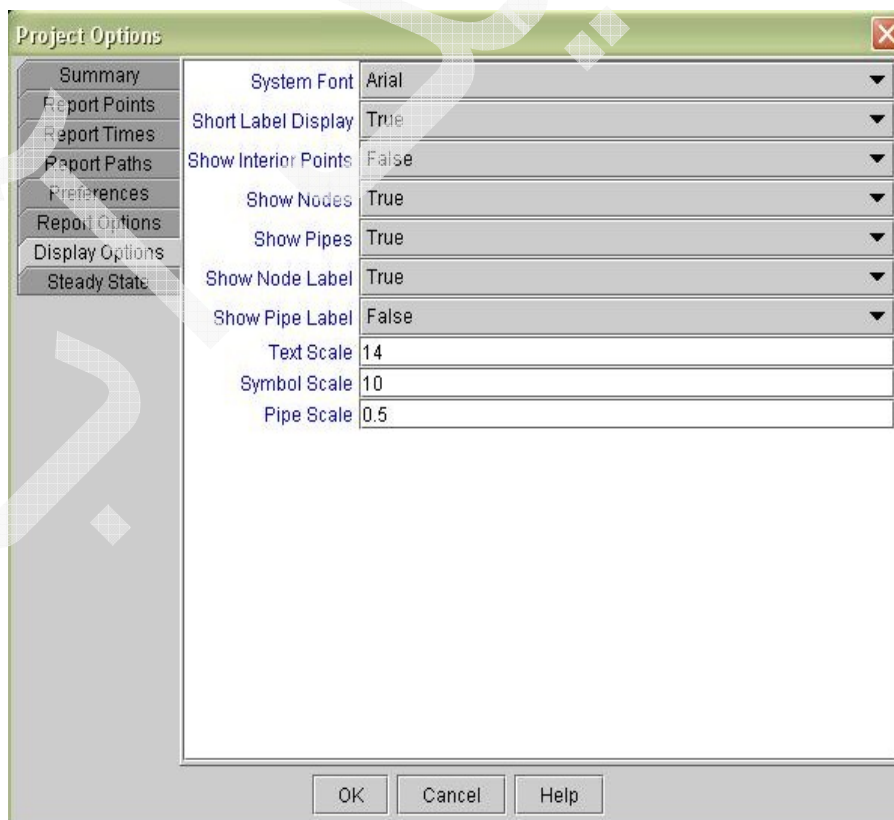 Project Options
Summary
Report Points
Report Times
Report Paths
Preferences
Report Options
Display Options
Steady State
System Font Arial
Short Label Display True
Show Interior Points False
Show Nodes True
Show Pipes True
Show Node Label True
Show Pipe Label False
Text Scale 14
Symbol Scale 10
Pipe Scale 0.5
OK Cancel Help